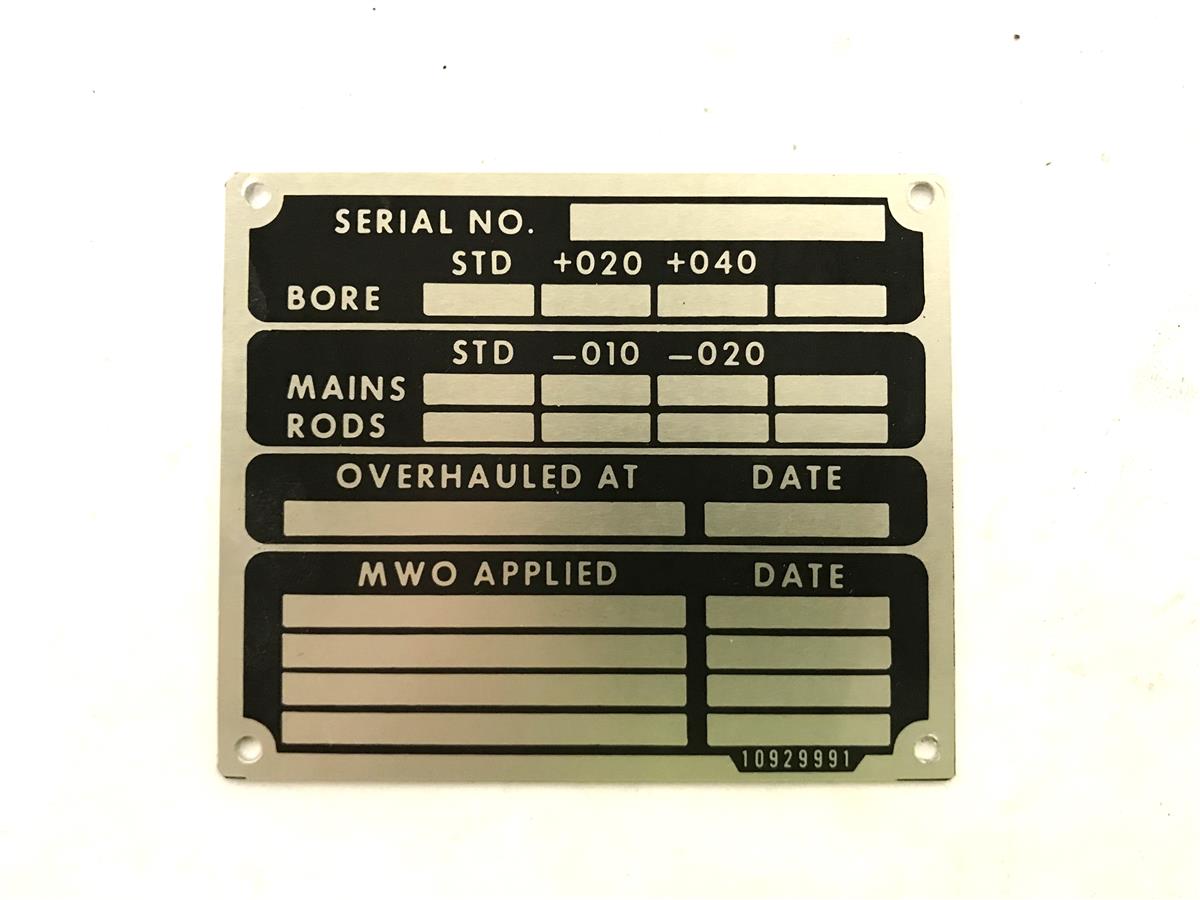 SERIAL NO.
STD +020 +040
BORE
STD –010 –020
MAINS
RODS
OVERHAULED AT DATE
MWO APPLIED DATE
10929991